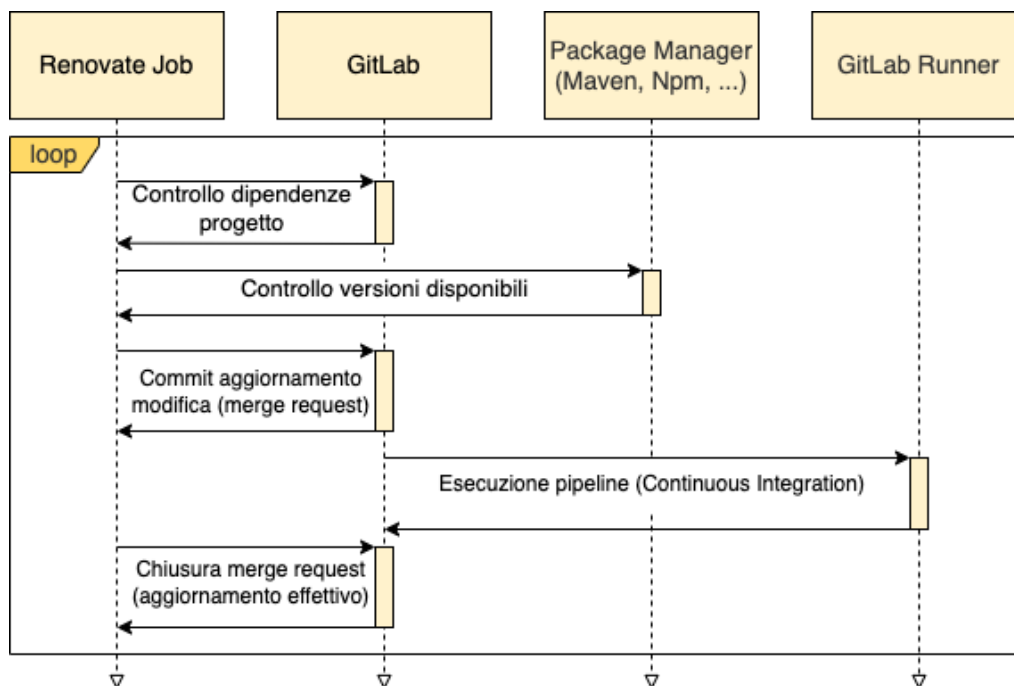 Renovate Job
GitLab
Package Manager
(Maven, Npm, ...)
GitLab Runner
loop
Controllo dipendenze
progetto
Controllo versioni disponibili
Commit aggiornamento
modifica (merge request)
Esecuzione pipeline (Continuous Integration)
Chiusura merge request
(aggiornamento effettivo)